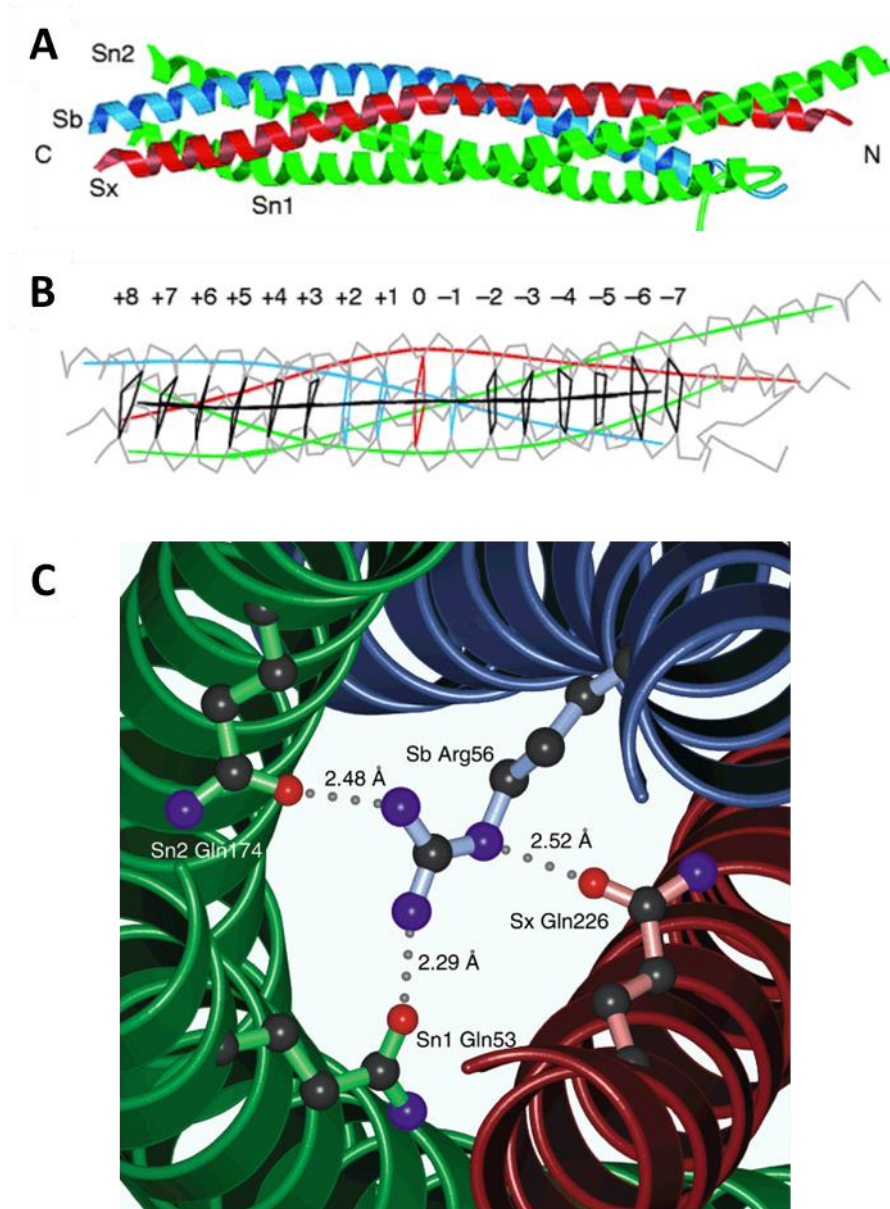 A
Sn2
Sb
C
N
Sx
Sn1
B
+8 +7 +6 +5 +4 +3 +2 +1 0 –1 –2 –3 –4 –5 –6 –7
C
Sb Arg56
2.48 Å
Sn2 Gln174
2.52 Å
Sx Gln226
2.29 Å
Sn1 Gln53